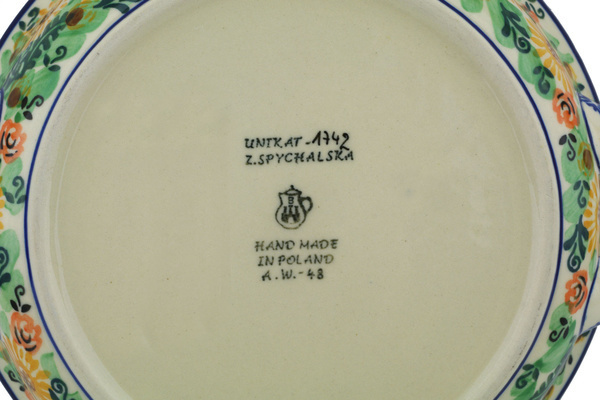 UNIKAT-1742
Z.SPYCHALSKA
HAND MADE
IN POLAND
A.W.-48